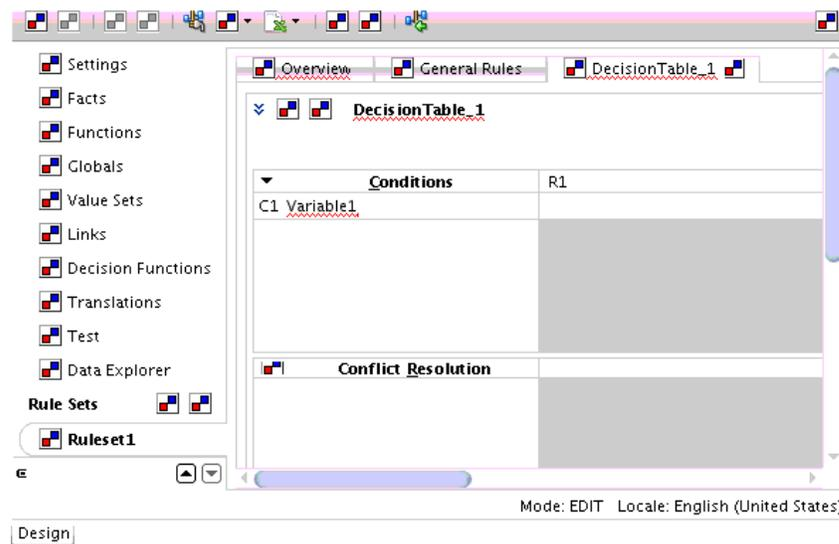 Settings
Facts
Functions
Globals
Value Sets
Links
Decision Functions
Translations
Test
Data Explorer
Rule Sets
Ruleset1
Overview
General Rules
DecisionTable_1
DecisionTable_1
Conditions
R1
C1 Variable1
Conflict Resolution
Mode: EDIT Locale: English (United States)
Design